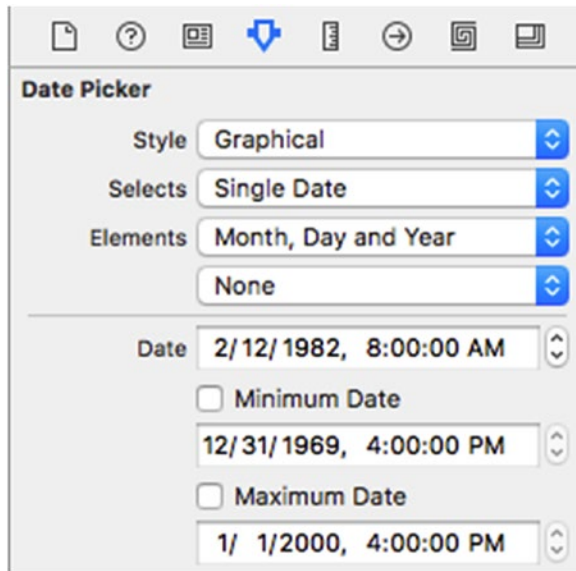 Date Picker
Style Graphical
Selects Single Date
Elements Month, Day and Year
None
Date 2/12/1982, 8:00:00 AM
Minimum Date
12/31/1969, 4:00:00 PM
Maximum Date
1/ 1/2000, 4:00:00 PM